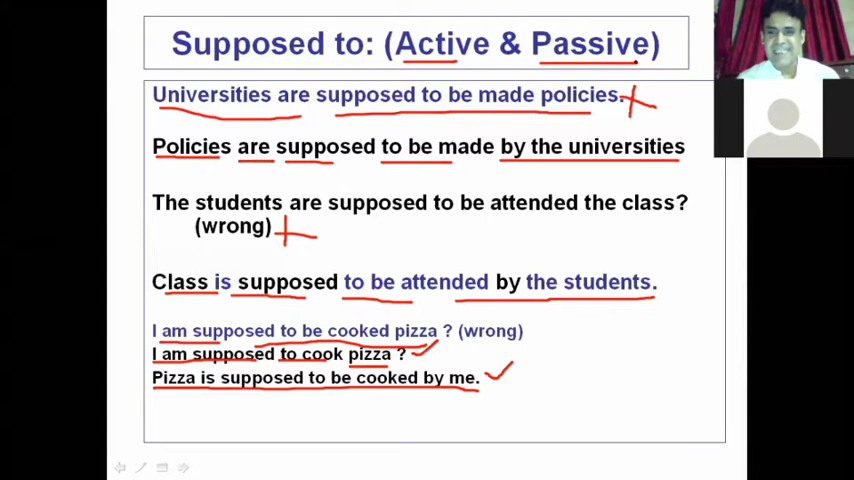 Supposed to: (Active & Passive)
Universities are supposed to be made policies.
Policies are supposed to be made by the universities
The students are supposed to be attended the class?
(wrong)
Class is supposed to be attended by the students.
I am supposed to be cooked pizza ? (wrong)
I am supposed to cook pizza ?
Pizza is supposed to be cooked by me.